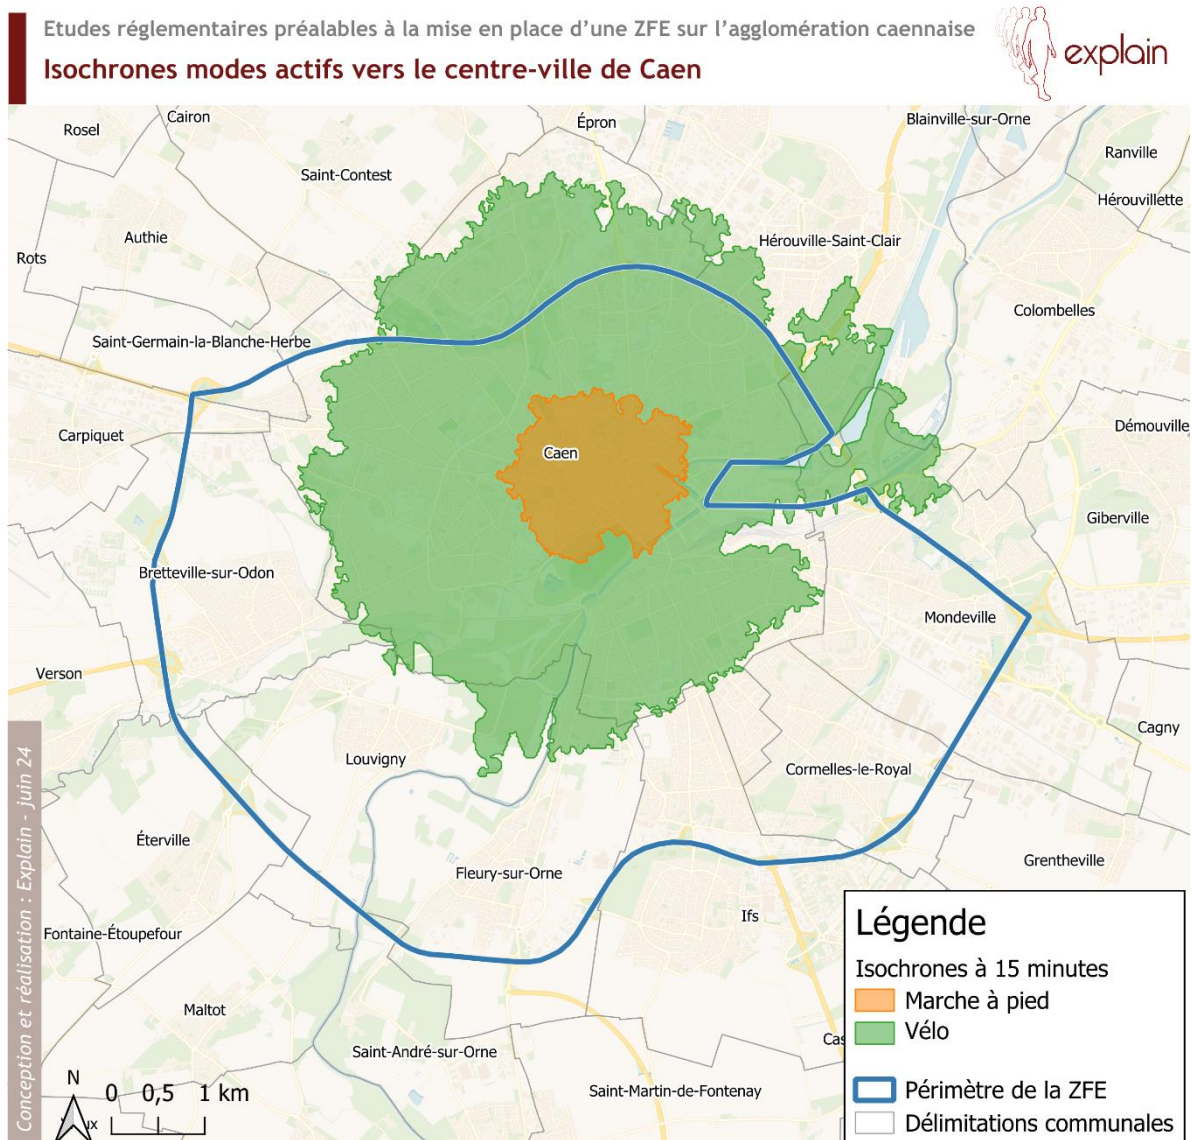 Etudes réglementaires préalables à la mise en place d’une ZFE sur l’agglomération caennaise
Isochrones modes actifs vers le centre-ville de Caen
explain
Cairon
Rosel
Épron
Blainville-sur-Orne
Ranville
Saint-Contest
Hérouvillette
Authie
Hérouville-Saint-Clair
Rots
Colombelles
Saint-Germain-la-Blanche-Herbe
Carpiquet
Démouville
Caen
Giberville
Bretteville-sur-Odon
Mondeville
Verson
Cagny
Louvigny
Cormelles-le-Royal
Éterville
Grentheville
Fleury-sur-Orne
Ifs
Fontaine-Étoupefour
Maltot
Saint-André-sur-Orne
Cas
Saint-Martin-de-Fontenay
Conception et réalisation : Explain - juin 24
N
0 0,5 1 km
ux
Légende
Isochrones à 15 minutes
Marche à pied
Vélo
Périmètre de la ZFE
Délimitations communales